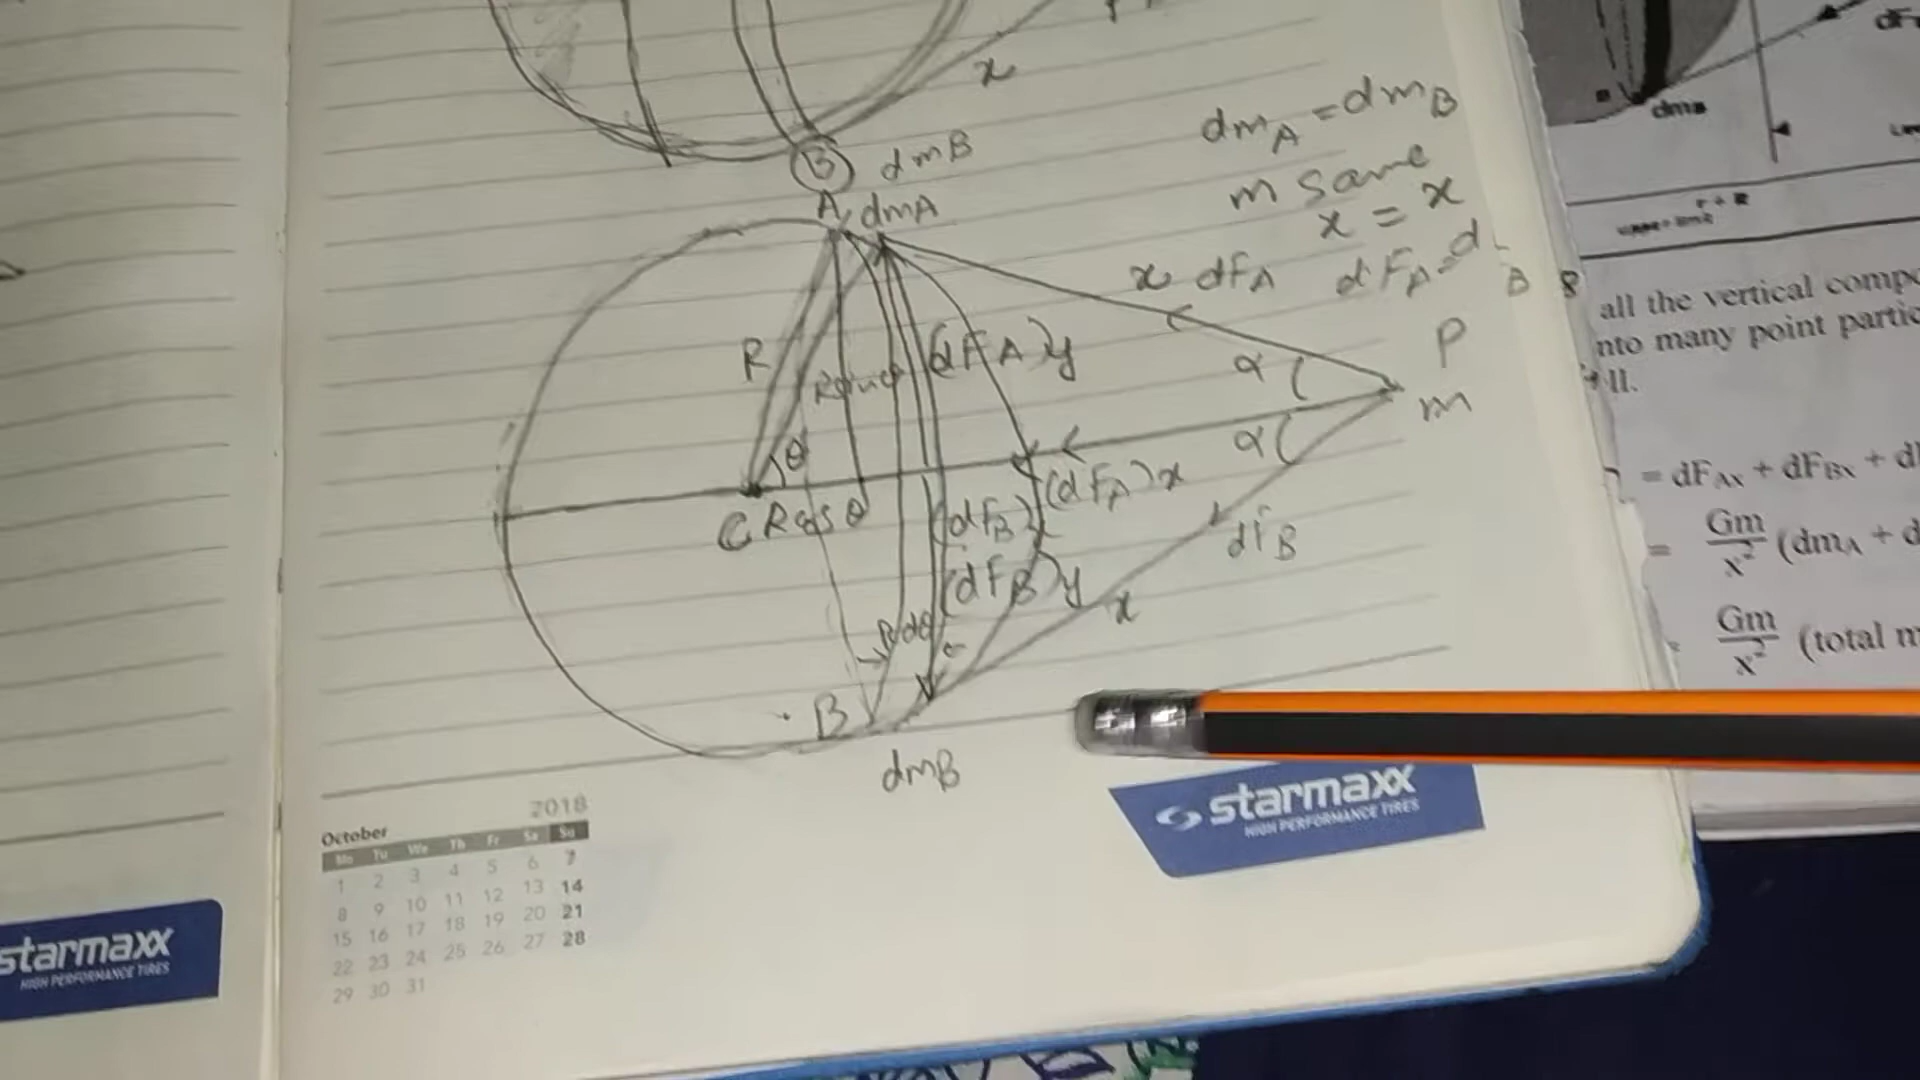 x
B dmB
dmA = dmB
m same
x = x
A dmA
x dFA
P
m
α
α
R
(dFA)y
θ
C R cos θ
(dFA)x
(dFB)
(dFB)y
dFB
x
Rdθ
B
dmB
2018
October
Mo Tu We Th Fr Sa Su
1 2 3 4 5 6 7
8 9 10 11 12 13 14
15 16 17 18 19 20 21
22 23 24 25 26 27 28
29 30 31
starmaxx
HIGH PERFORMANCE TIRES
starmaxx
HIGH PERFORMANCE TIRES
dmB
r + R
all the vertical comp
nto many point partic
ll.
= dFAx + dFBx + d
= Gm/x² (dmA + d
Gm/x² (total m